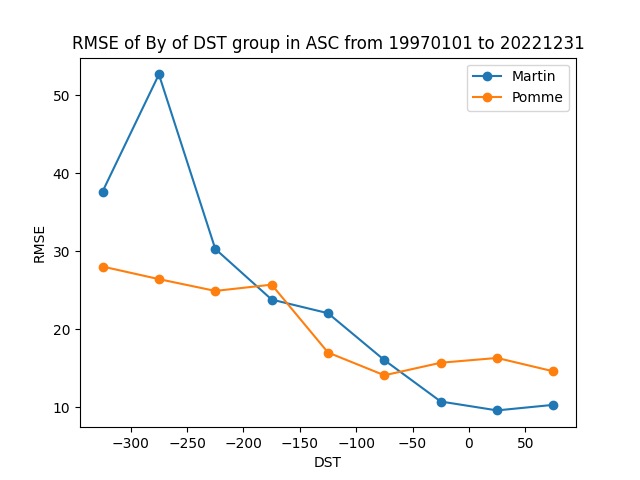 RMSE of By of DST group in ASC from 19970101 to 20221231
Martin
Pomme
RMSE
50
40
30
20
10
−300
−250
−200
−150
−100
−50
0
50
DST